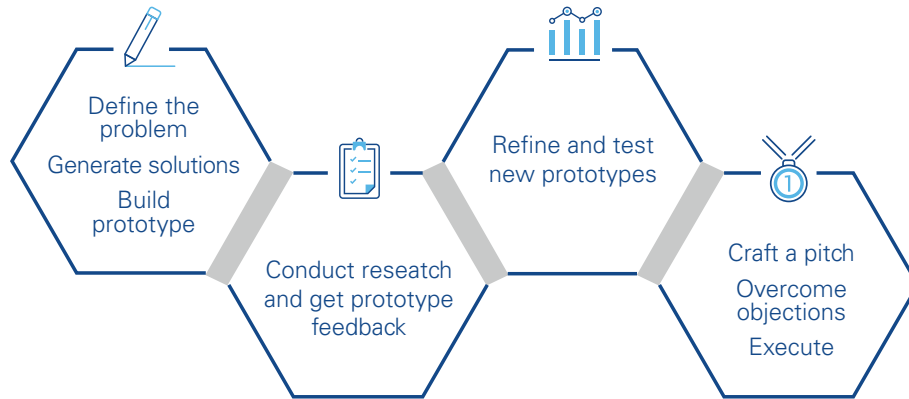 Define the
problem
Generate solutions
Build
prototype
Conduct reseatch
and get prototype
feedback
Refine and test
new prototypes
1
Craft a pitch
Overcome
objections
Execute